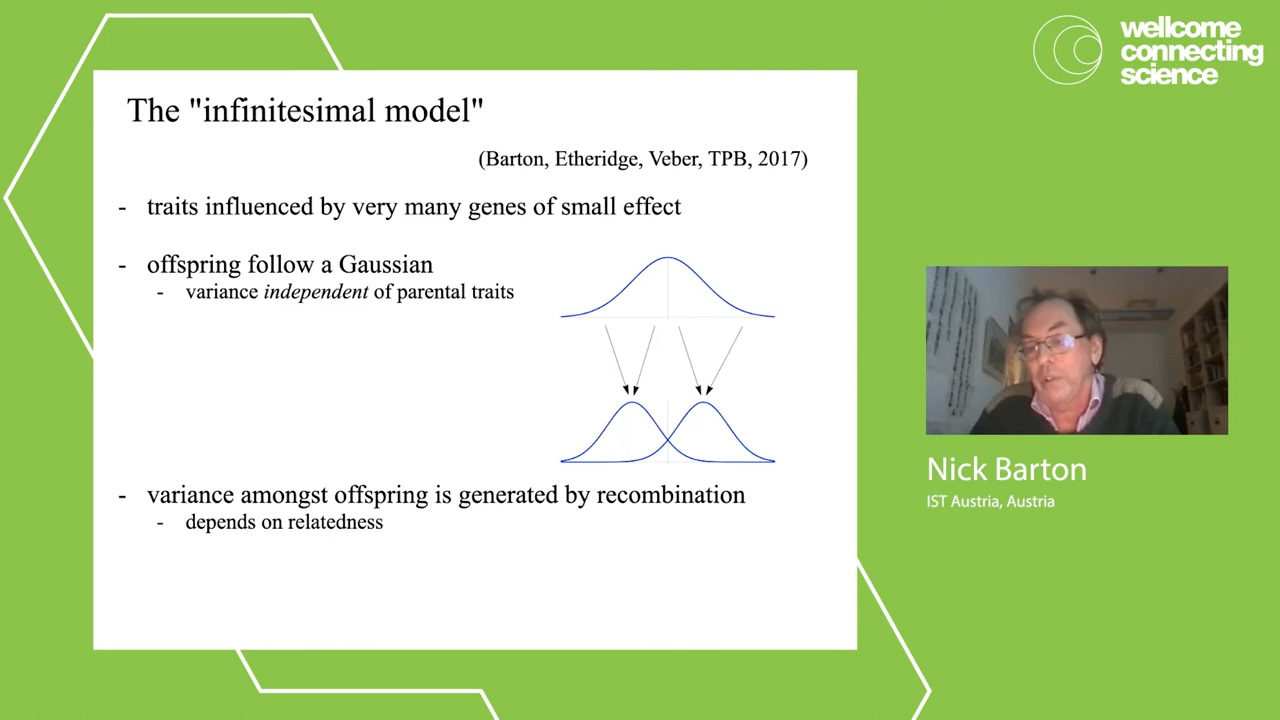 wellcome
connecting
science
The "infinitesimal model"
(Barton, Etheridge, Veber, TPB, 2017)
- traits influenced by very many genes of small effect
- offspring follow a Gaussian
- variance independent of parental traits
- variance amongst offspring is generated by recombination
- depends on relatedness
Nick Barton
IST Austria, Austria